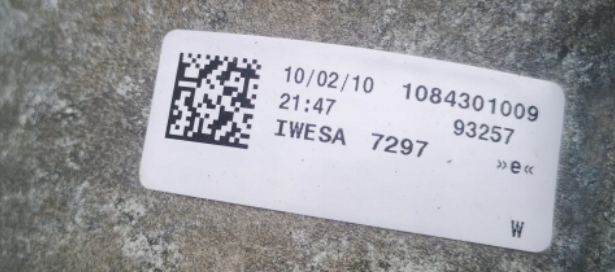 10/02/10 1084301009
21:47 93257
IWESA 7297
»e«
W